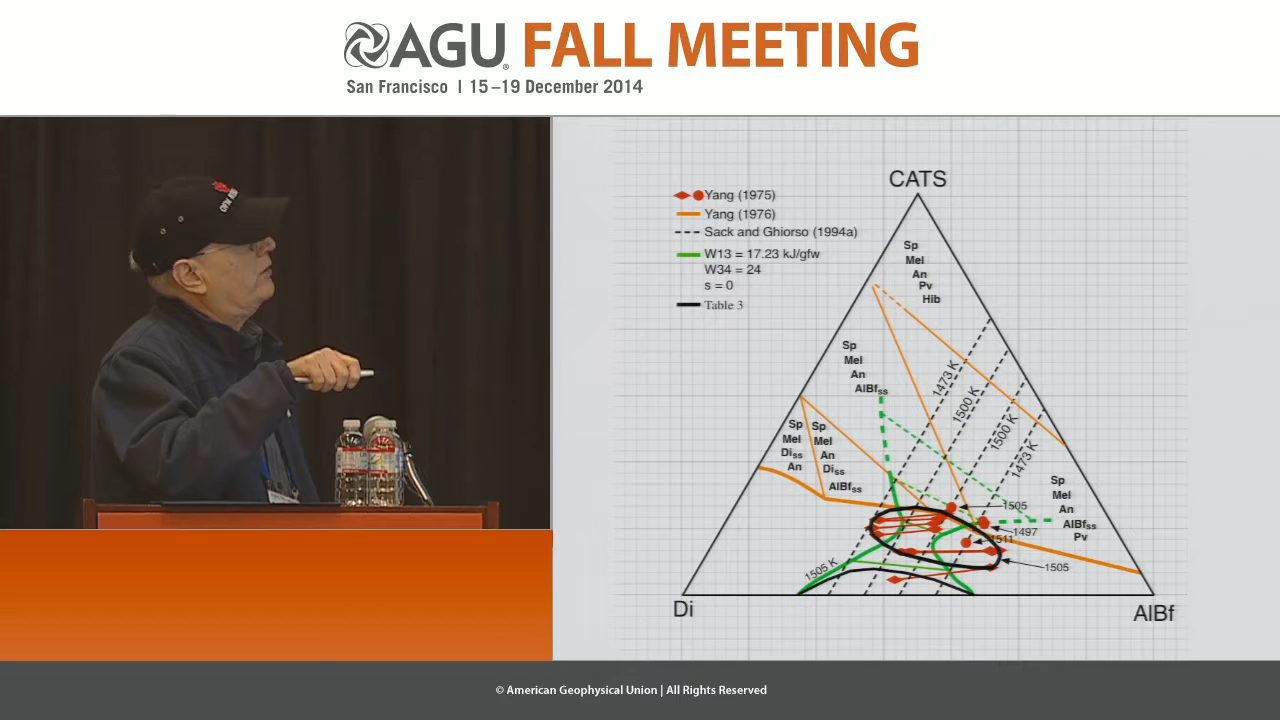 AGU® FALL MEETING
San Francisco | 15–19 December 2014
CATS
Yang (1975)
Yang (1976)
Sack and Ghiorso (1994a)
W13 = 17.23 kJ/gfw
W34 = 24
s = 0
Table 3
Sp
Mel
An
Pv
Hib
Sp
Mel
An
AlBfss
1473 K
1500 K
1500 K
1473 K
Sp
Mel
Diss
An
Sp
Mel
An
Diss
AlBfss
Sp
Mel
An
AlBfss
Pv
1505
1497
1511
1505
1505 K
Di
AlBf
© American Geophysical Union | All Rights Reserved